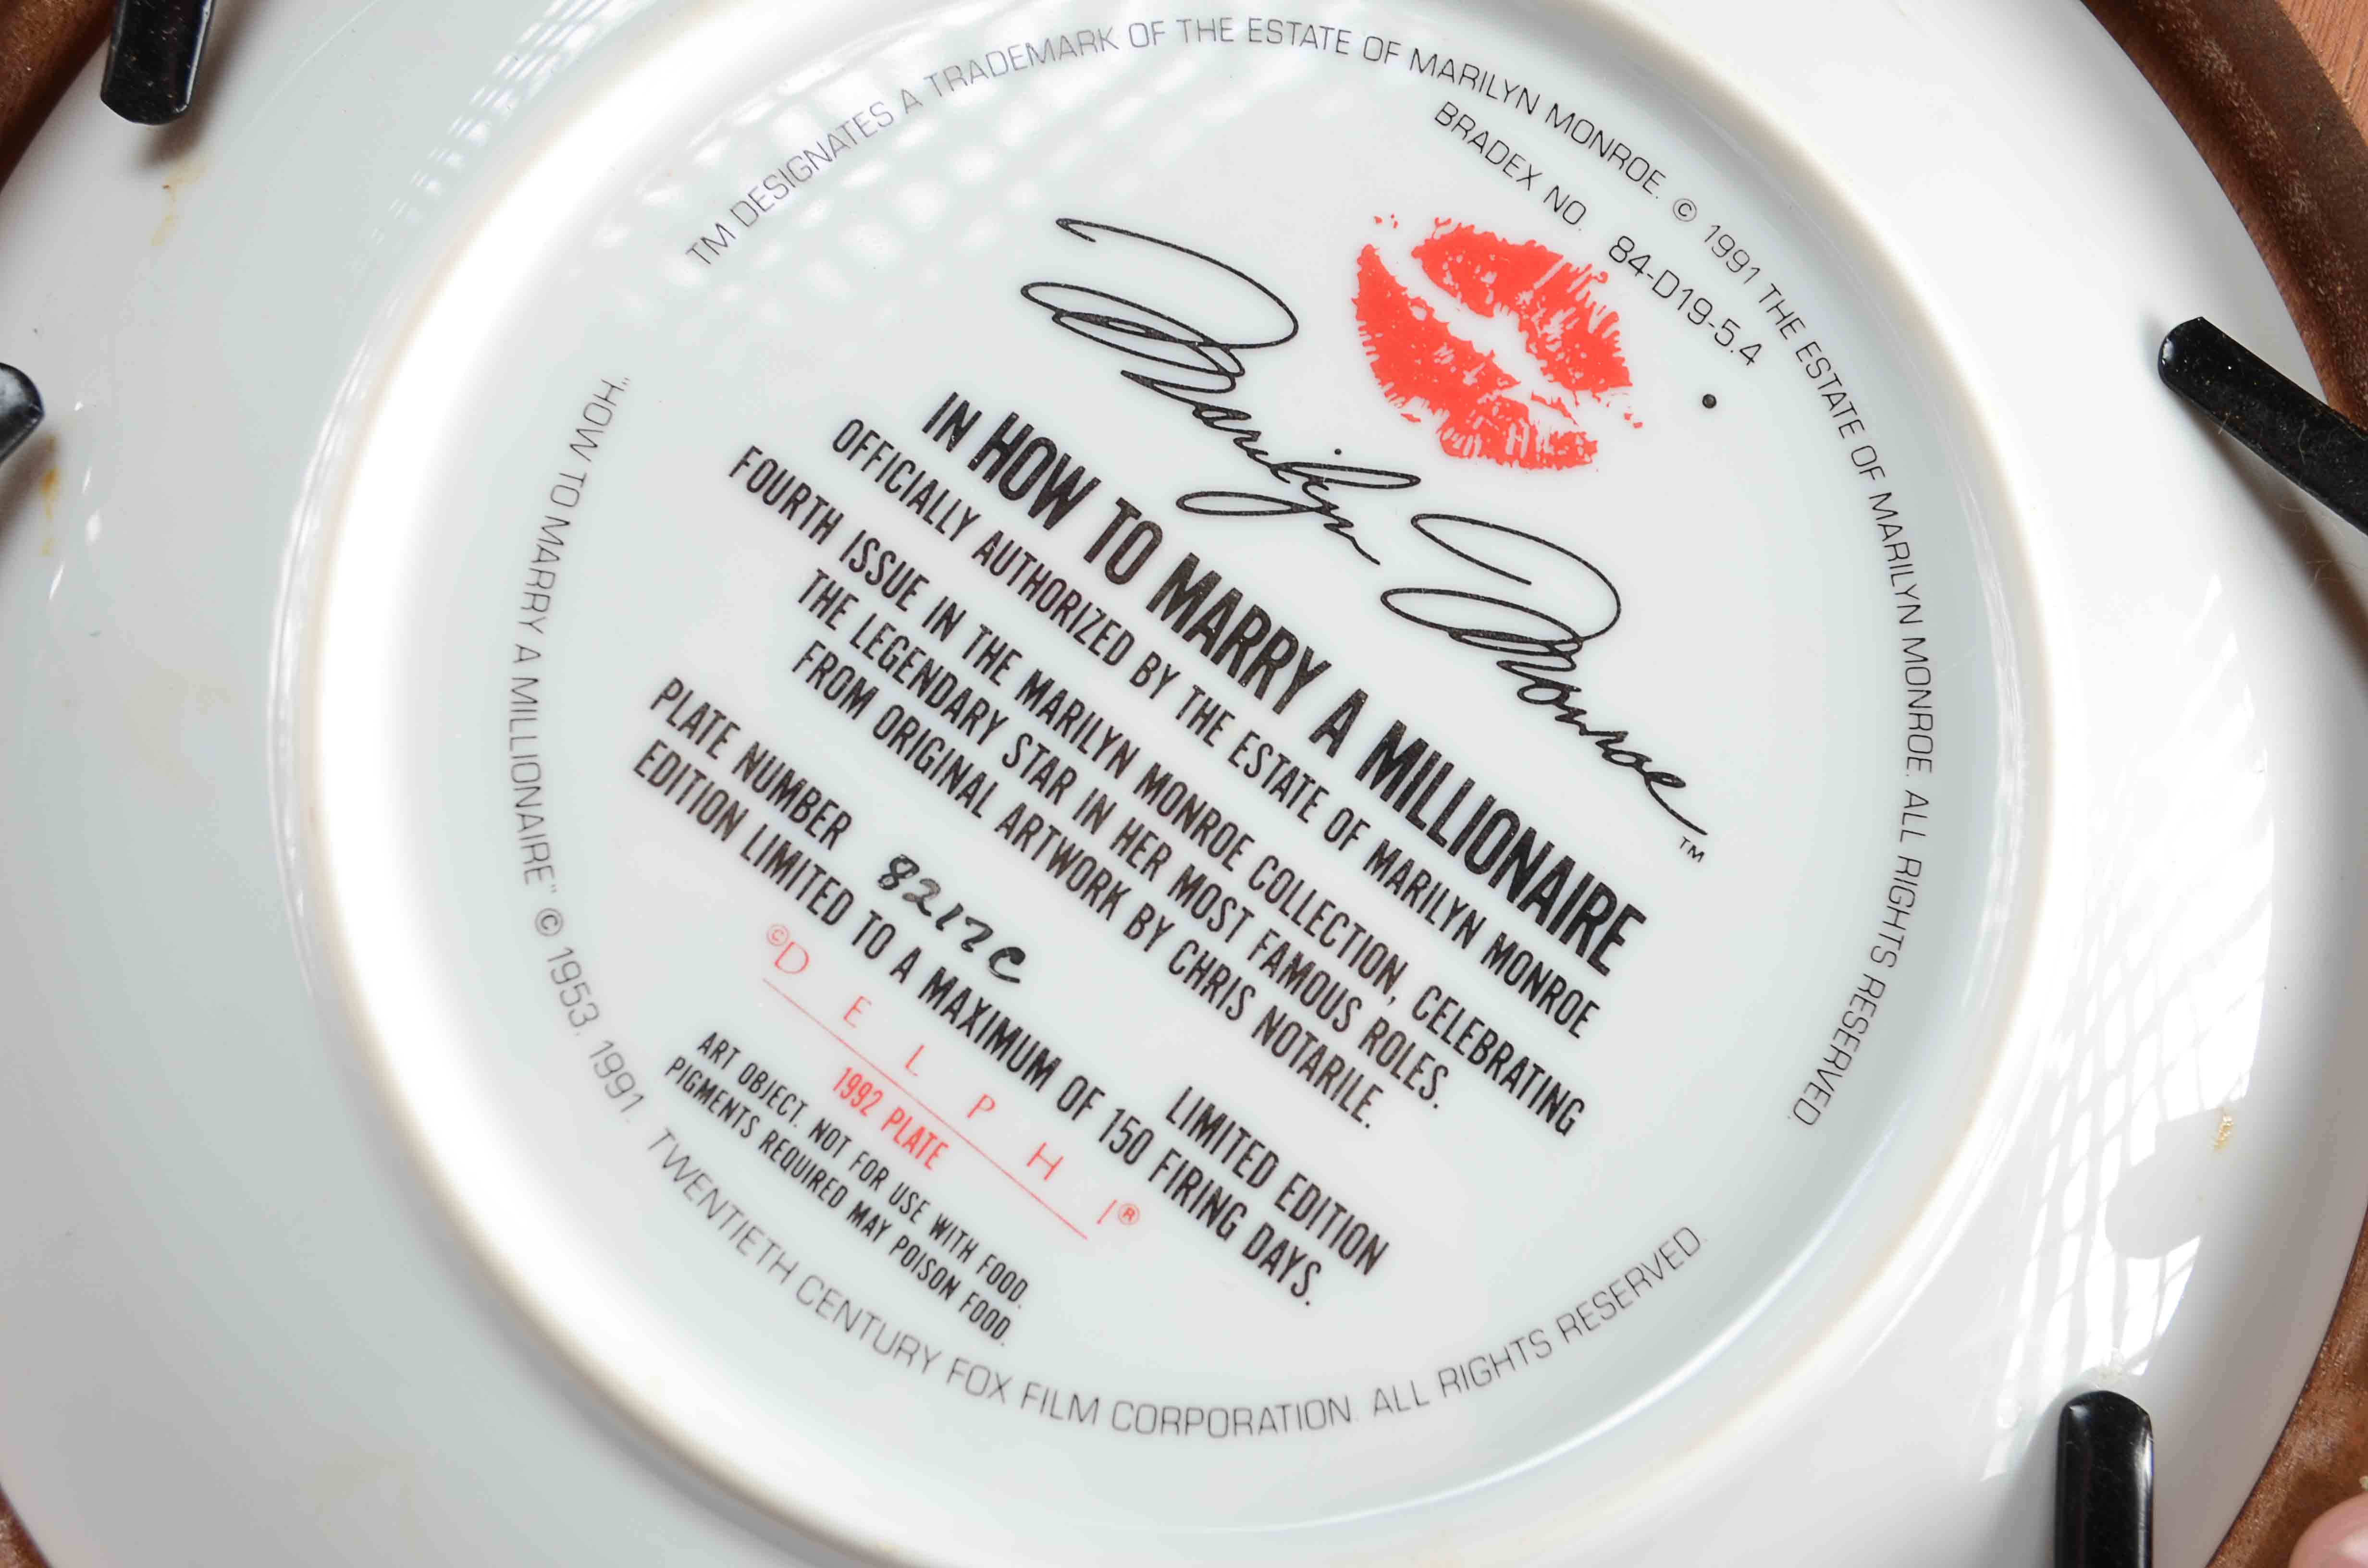 TM DESIGNATES A TRADEMARK OF THE ESTATE OF MARILYN MONROE. © 1991 THE ESTATE OF MARILYN MONROE. ALL RIGHTS RESERVED.
BRADEX NO. 84-D19-5.4
Marilyn Monroe™
IN HOW TO MARRY A MILLIONAIRE
OFFICIALLY AUTHORIZED BY THE ESTATE OF MARILYN MONROE
FOURTH ISSUE IN THE MARILYN MONROE COLLECTION, CELEBRATING
THE LEGENDARY STAR IN HER MOST FAMOUS ROLES.
FROM ORIGINAL ARTWORK BY CHRIS NOTARILE.
PLATE NUMBER 8217C LIMITED EDITION
EDITION LIMITED TO A MAXIMUM OF 150 FIRING DAYS.
©DELPHI®
1992 PLATE
ART OBJECT. NOT FOR USE WITH FOOD.
PIGMENTS REQUIRED MAY POISON FOOD.
"HOW TO MARRY A MILLIONAIRE" © 1953, 1991. TWENTIETH CENTURY FOX FILM CORPORATION. ALL RIGHTS RESERVED.